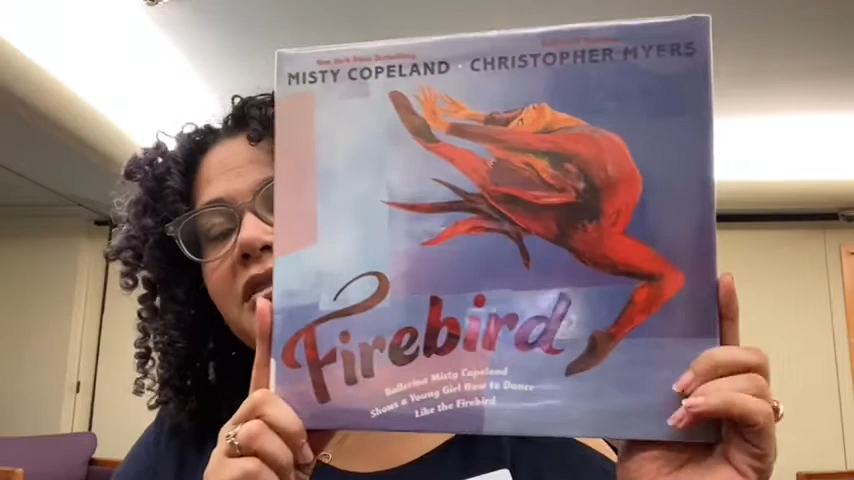 New York Times Bestselling
MISTY COPELAND · CHRISTOPHER MYERS
Firebird
Ballerina Misty Copeland
Shows a Young Girl How to Dance
Like the Firebird